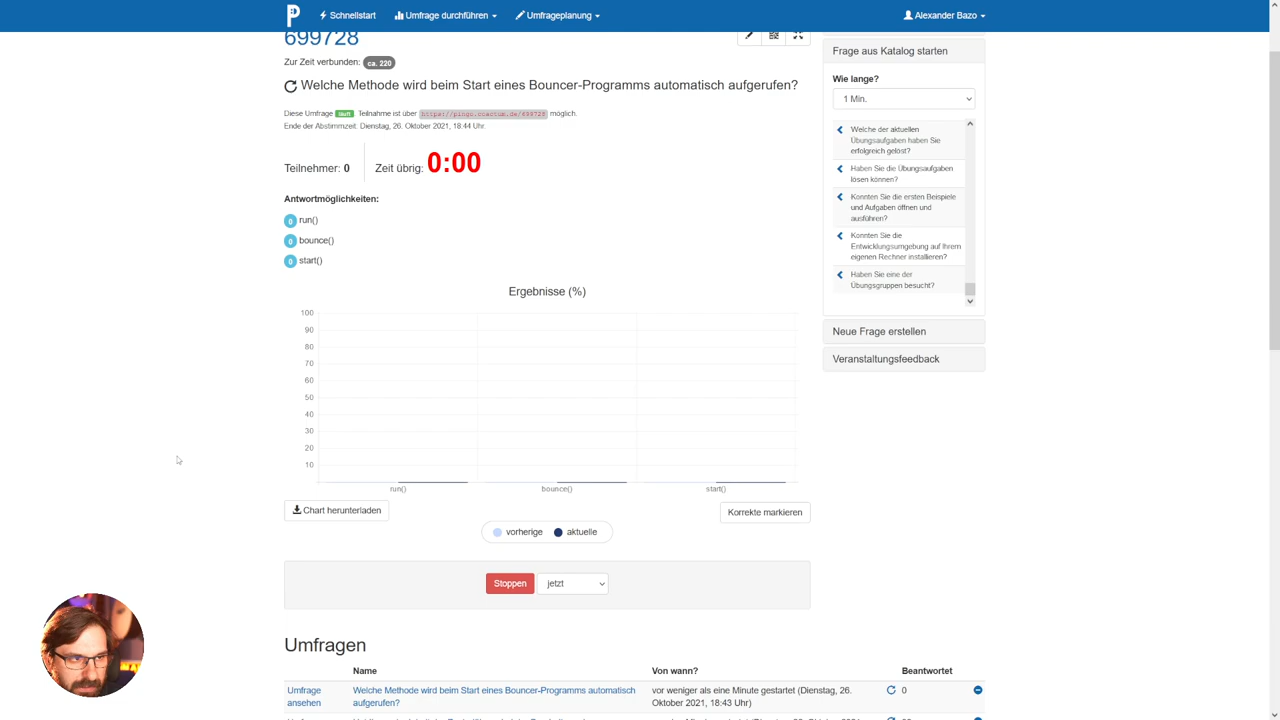 P Schnellstart Umfrage durchführen Umfrageplanung Alexander Bazo
699728
Zur Zeit verbunden: ca. 220
Welche Methode wird beim Start eines Bouncer-Programms automatisch aufgerufen?
Diese Umfrage läuft Teilnahme ist über https://pingo.coactum.de/699728 möglich.
Ende der Abstimmzeit: Dienstag, 26. Oktober 2021, 18:44 Uhr.
Teilnehmer: 0 Zeit übrig: 0:00
Antwortmöglichkeiten:
0 run()
0 bounce()
0 start()
Ergebnisse (%)
100
90
80
70
60
50
40
30
20
10
run() bounce() start()
Chart herunterladen
Korrekte markieren
vorherige aktuelle
Stoppen jetzt
Umfragen
Name Von wann? Beantwortet
Umfrage Welche Methode wird beim Start eines Bouncer-Programms automatisch vor weniger als eine Minute gestartet (Dienstag, 26. 0
ansehen aufgerufen? Oktober 2021, 18:43 Uhr)
Frage aus Katalog starten
Wie lange?
1 Min.
Welche der aktuellen
Übungsaufgaben haben Sie
erfolgreich gelöst?
Haben Sie die Übungsaufgaben
lösen können?
Konnten Sie die ersten Beispiele
und Aufgaben öffnen und
ausführen?
Konnten Sie die
Entwicklungsumgebung auf Ihrem
eigenen Rechner installieren?
Haben Sie eine der
Übungsgruppen besucht?
Neue Frage erstellen
Veranstaltungsfeedback